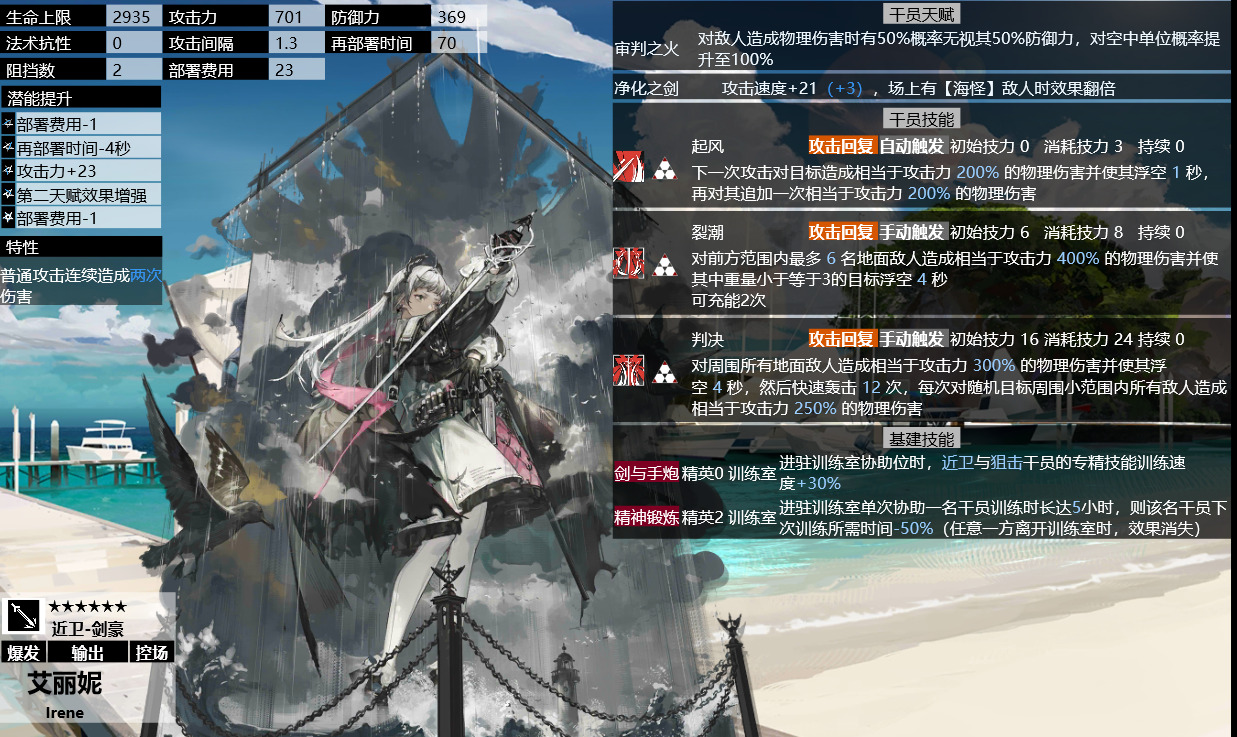 生命上限 2935 攻击力 701 防御力 369
法术抗性 0 攻击间隔 1.3 再部署时间 70
阻挡数 2 部署费用 23
潜能提升
部署费用-1
再部署时间-4秒
攻击力+23
第二天赋效果增强
部署费用-1
特性
普通攻击连续造成两次
伤害
★★★★★★
近卫-剑豪
爆发 输出 控场
艾丽妮
Irene
干员天赋
审判之火 对敌人造成物理伤害时有50%概率无视其50%防御力，对空中单位概率提
升至100%
净化之剑 攻击速度+21（+3），场上有【海怪】敌人时效果翻倍
干员技能
起风 攻击回复 自动触发 初始技力 0 消耗技力 3 持续 0
下一次攻击对目标造成相当于攻击力 200% 的物理伤害并使其浮空 1 秒，
再对其追加一次相当于攻击力 200% 的物理伤害
裂潮 攻击回复 手动触发 初始技力 6 消耗技力 8 持续 0
对前方范围内最多 6 名地面敌人造成相当于攻击力 400% 的物理伤害并使
其中重量小于等于3的目标浮空 4 秒
可充能2次
判决 攻击回复 手动触发 初始技力 16 消耗技力 24 持续 0
对周围所有地面敌人造成相当于攻击力 300% 的物理伤害并使其浮
空 4 秒，然后快速轰击 12 次，每次对随机目标周围小范围内所有敌人造成
相当于攻击力 250% 的物理伤害
基建技能
剑与手炮 精英0 训练室 进驻训练室协助位时，近卫与狙击干员的专精技能训练速
度+30%
精神锻炼 精英2 训练室 进驻训练室单次协助一名干员训练时长达5小时，则该名干员下
次训练所需时间-50%（任意一方离开训练室时，效果消失）